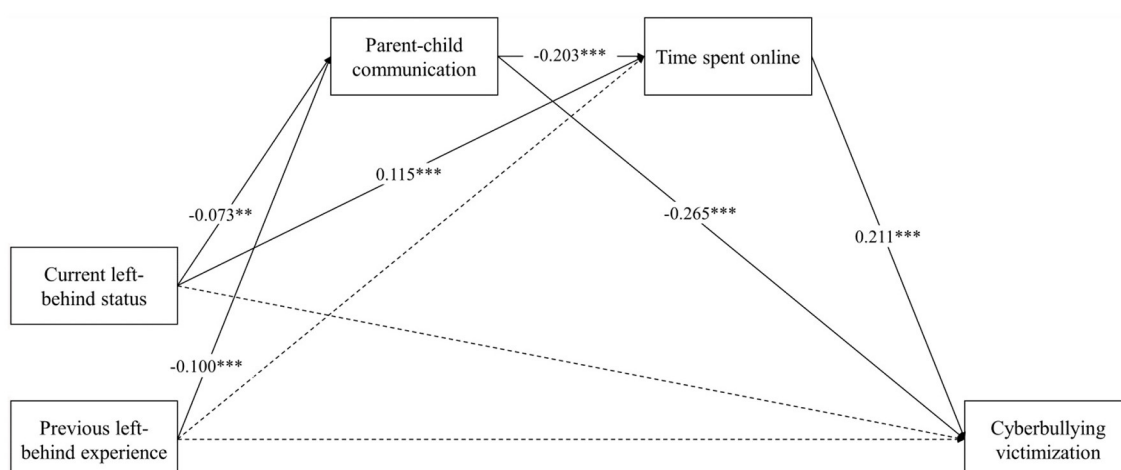 Parent-child
communication
-0.203***
Time spent online
0.115***
-0.073**
-0.265***
0.211***
Current left-
behind status
-0.100***
Previous left-
behind experience
Cyberbullying
victimization